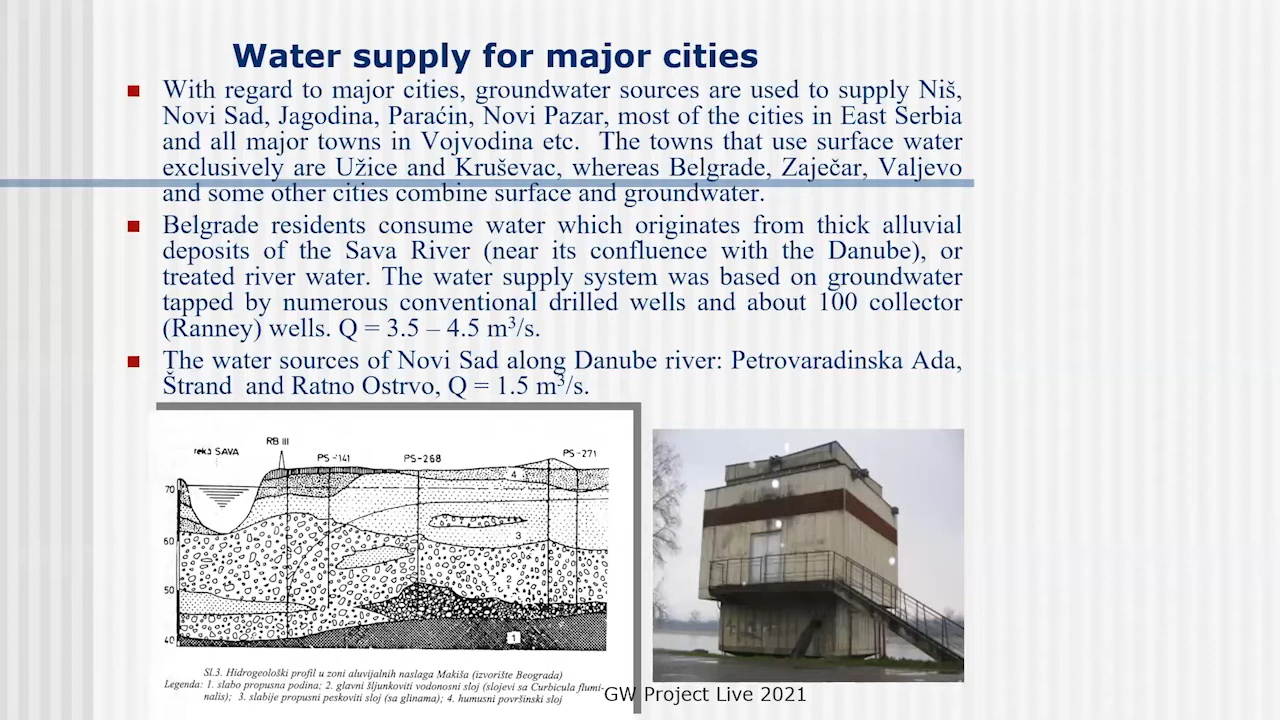 Water supply for major cities
With regard to major cities, groundwater sources are used to supply Niš,
Novi Sad, Jagodina, Paraćin, Novi Pazar, most of the cities in East Serbia
and all major towns in Vojvodina etc. The towns that use surface water
exclusively are Užice and Kruševac, whereas Belgrade, Zaječar, Valjevo
and some other cities combine surface and groundwater.
Belgrade residents consume water which originates from thick alluvial
deposits of the Sava River (near its confluence with the Danube), or
treated river water. The water supply system was based on groundwater
tapped by numerous conventional drilled wells and about 100 collector
(Ranney) wells. Q = 3.5 – 4.5 m³/s.
The water sources of Novi Sad along Danube river: Petrovaradinska Ada,
Štrand and Ratno Ostrvo, Q = 1.5 m³/s.
reka SAVA
RB III
PS-141
PS-268
PS-271
70
60
50
40
4
3
2
1
Sl.3. Hidrogeološki profil u zoni aluvijalnih naslaga Makiša (izvorište Beograda)
Legenda: 1. slabo propusna podina; 2. glavni šljunkoviti vodonosni sloj (slojevi sa Curbicula flumi-
nalis); 3. slabije propusni peskoviti sloj (sa glinama); 4. humusni površinski sloj
GW Project Live 2021